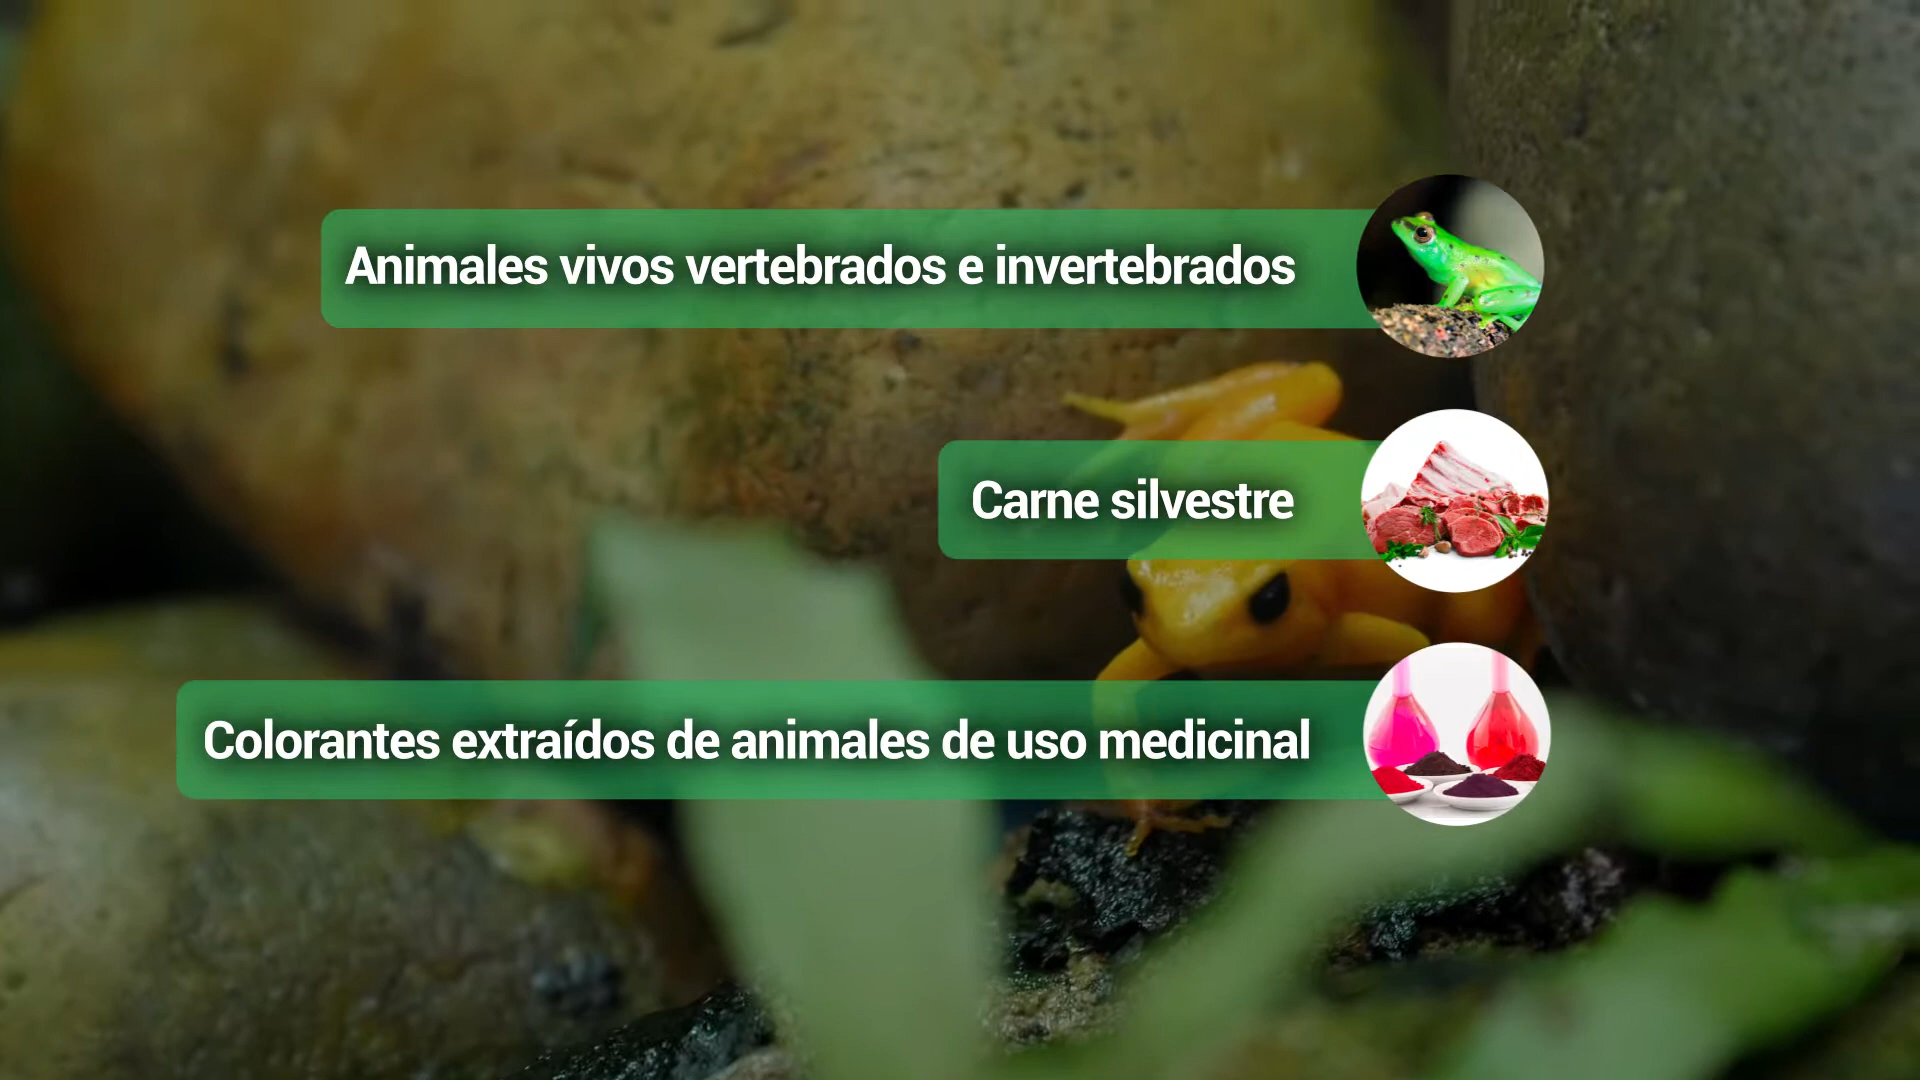 Animales vivos vertebrados e invertebrados
Carne silvestre
Colorantes extraídos de animales de uso medicinal